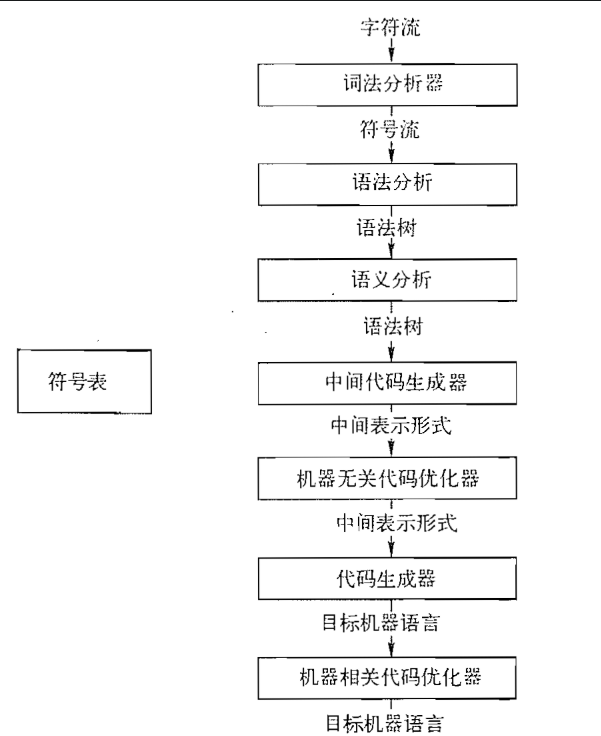 字符流
词法分析器
符号流
语法分析
语法树
语义分析
语法树
符号表
中间代码生成器
中间表示形式
机器无关代码优化器
中间表示形式
代码生成器
目标机器语言
机器相关代码优化器
目标机器语言